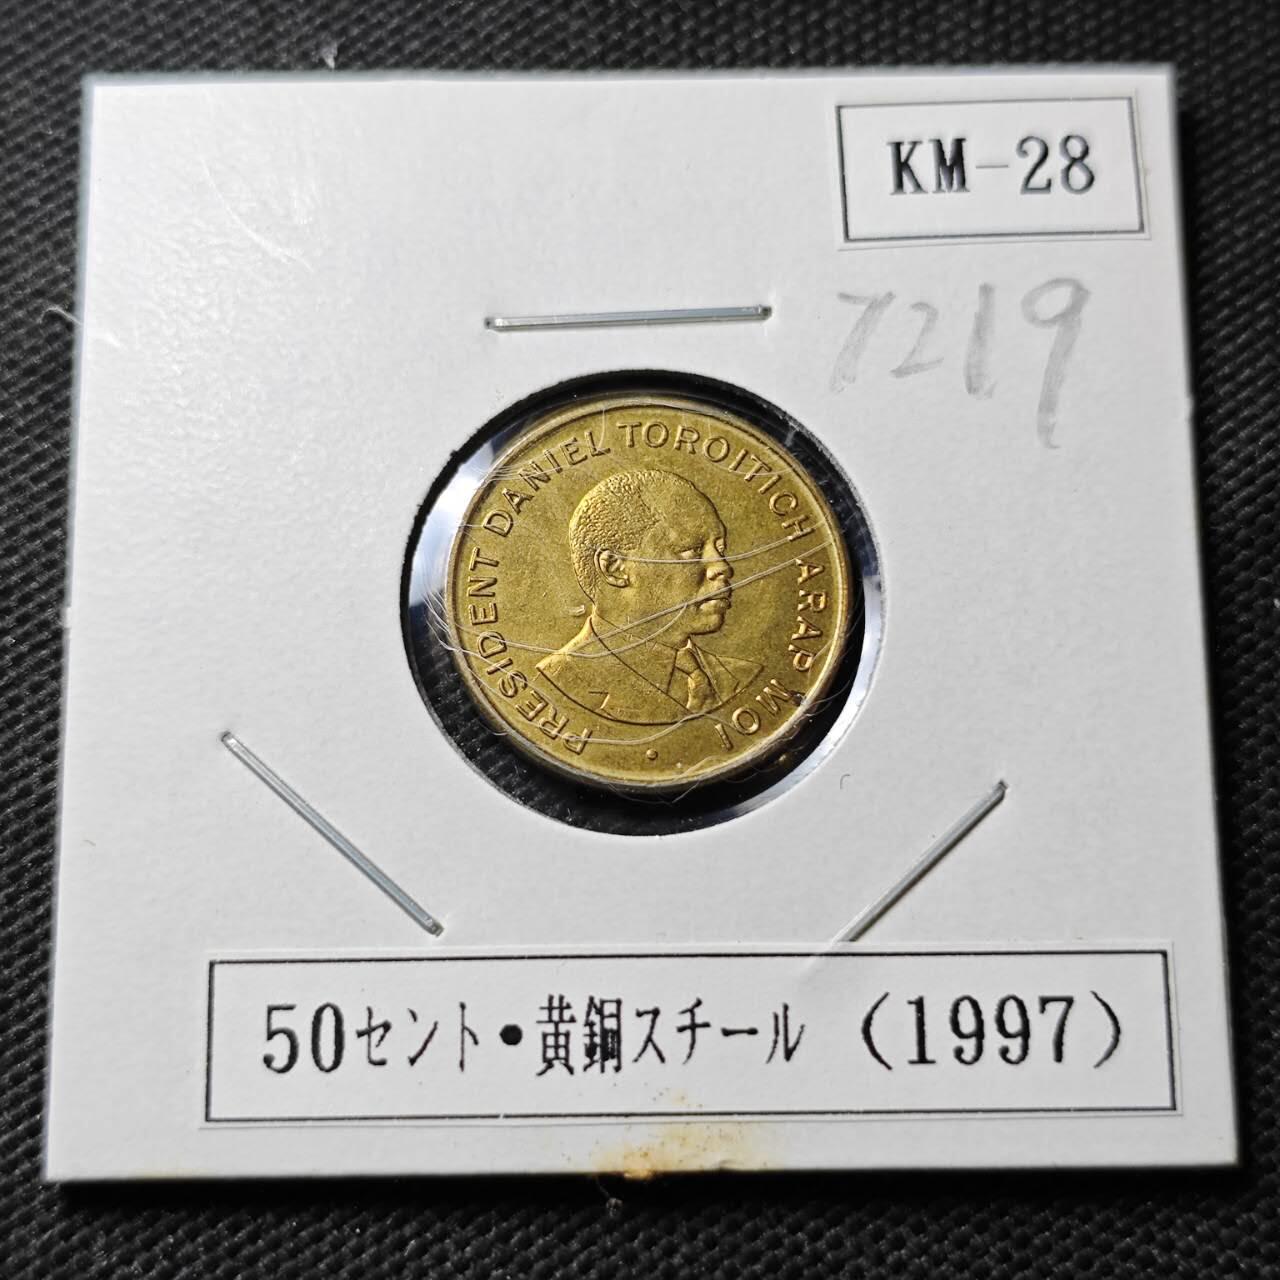 KM-28
7219
PRESIDENT DANIEL TOROITICH ARAP MOI
50セント・黄銅スチール（1997）